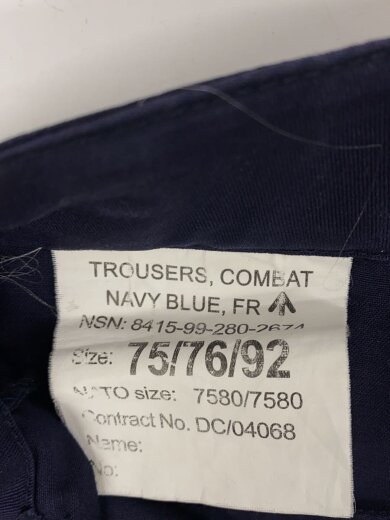 TROUSERS, COMBAT
NAVY BLUE, FR
NSN: 8415-99-280-2674
Size: 75/76/92
NATO size: 7580/7580
Contract No. DC/04068
Name:
No: